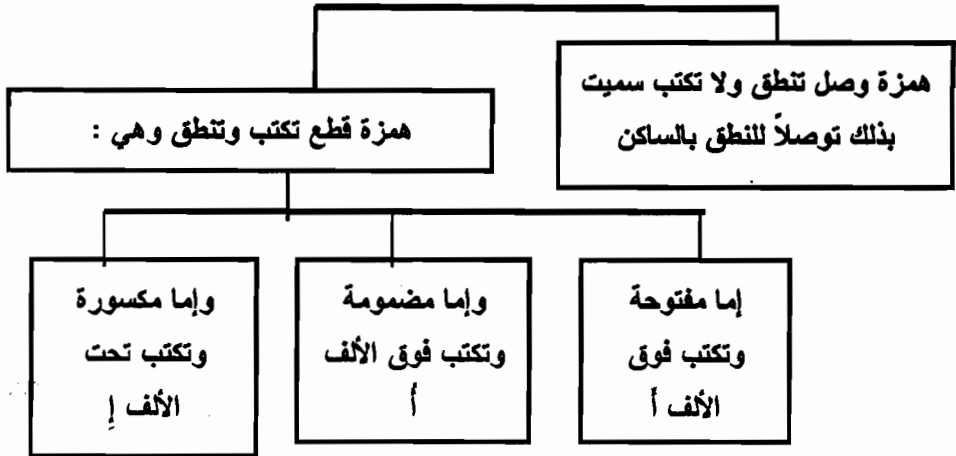 همزة وصل تنطق ولا تكتب سميت
بذلك توصلاً للنطق بالساكن
همزة قطع تكتب وتنطق وهي :
إما مفتوحة
وتكتب فوق
الألف أَ
وإما مضمومة
وتكتب فوق الألف
أُ
وإما مكسورة
وتكتب تحت
الألف إِ